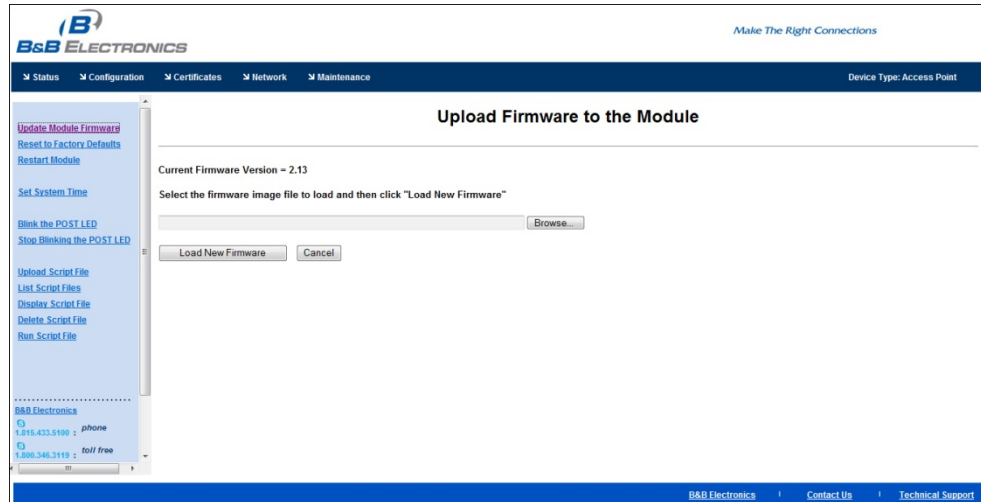 B&B ELECTRONICS
Make The Right Connections
Status Configuration Certificates Network Maintenance Device Type: Access Point
Update Module Firmware
Reset to Factory Defaults
Restart Module
Set System Time
Blink the POST LED
Stop Blinking the POST LED
Upload Script File
List Script Files
Display Script File
Delete Script File
Run Script File
B&B Electronics
1.815.433.5100 : phone
1.800.346.3119 : toll free
Upload Firmware to the Module
Current Firmware Version = 2.13
Select the firmware image file to load and then click "Load New Firmware"
Browse...
Load New Firmware Cancel
B&B Electronics | Contact Us | Technical Support